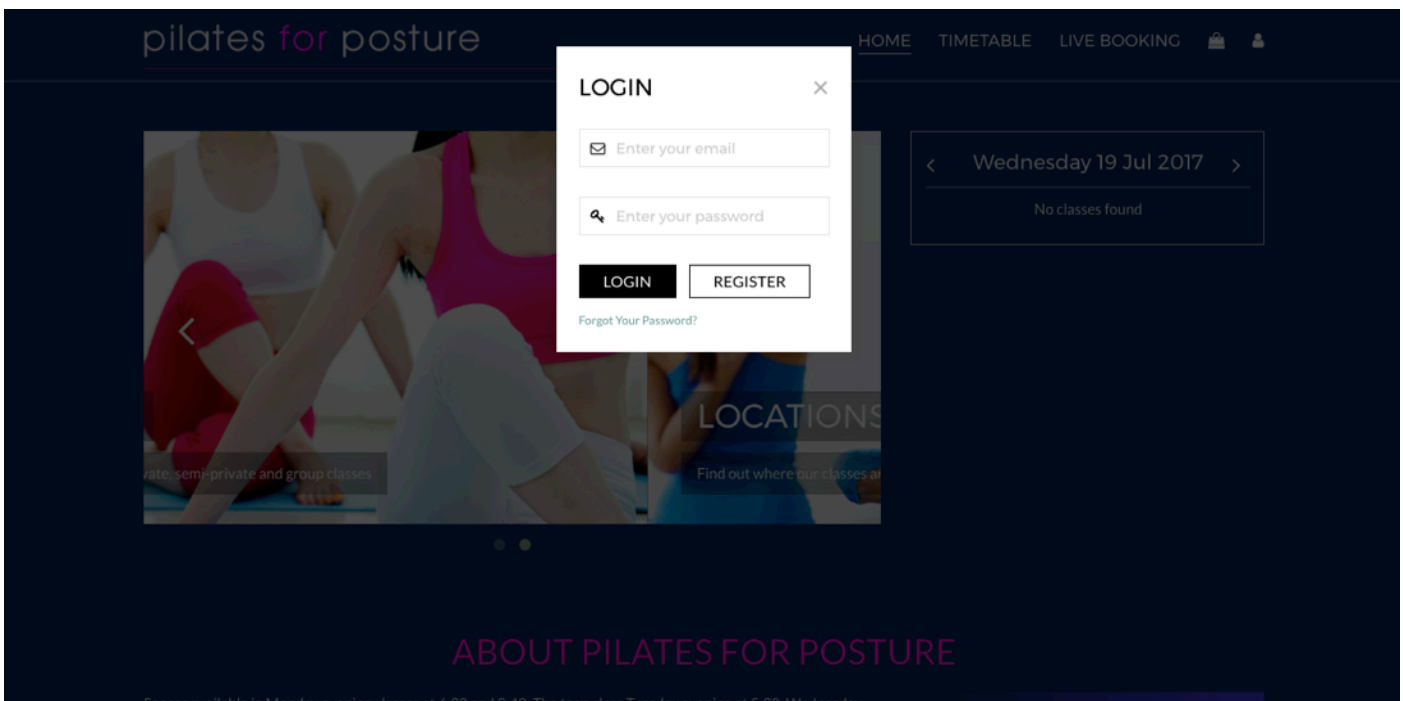 pilates for posture
HOME TIMETABLE LIVE BOOKING
LOGIN ×
Enter your email
Enter your password
LOGIN REGISTER
Forgot Your Password?
Wednesday 19 Jul 2017
No classes found
LOCATIONS
semi-private and group classes
Find out where our classes
ABOUT PILATES FOR POSTURE